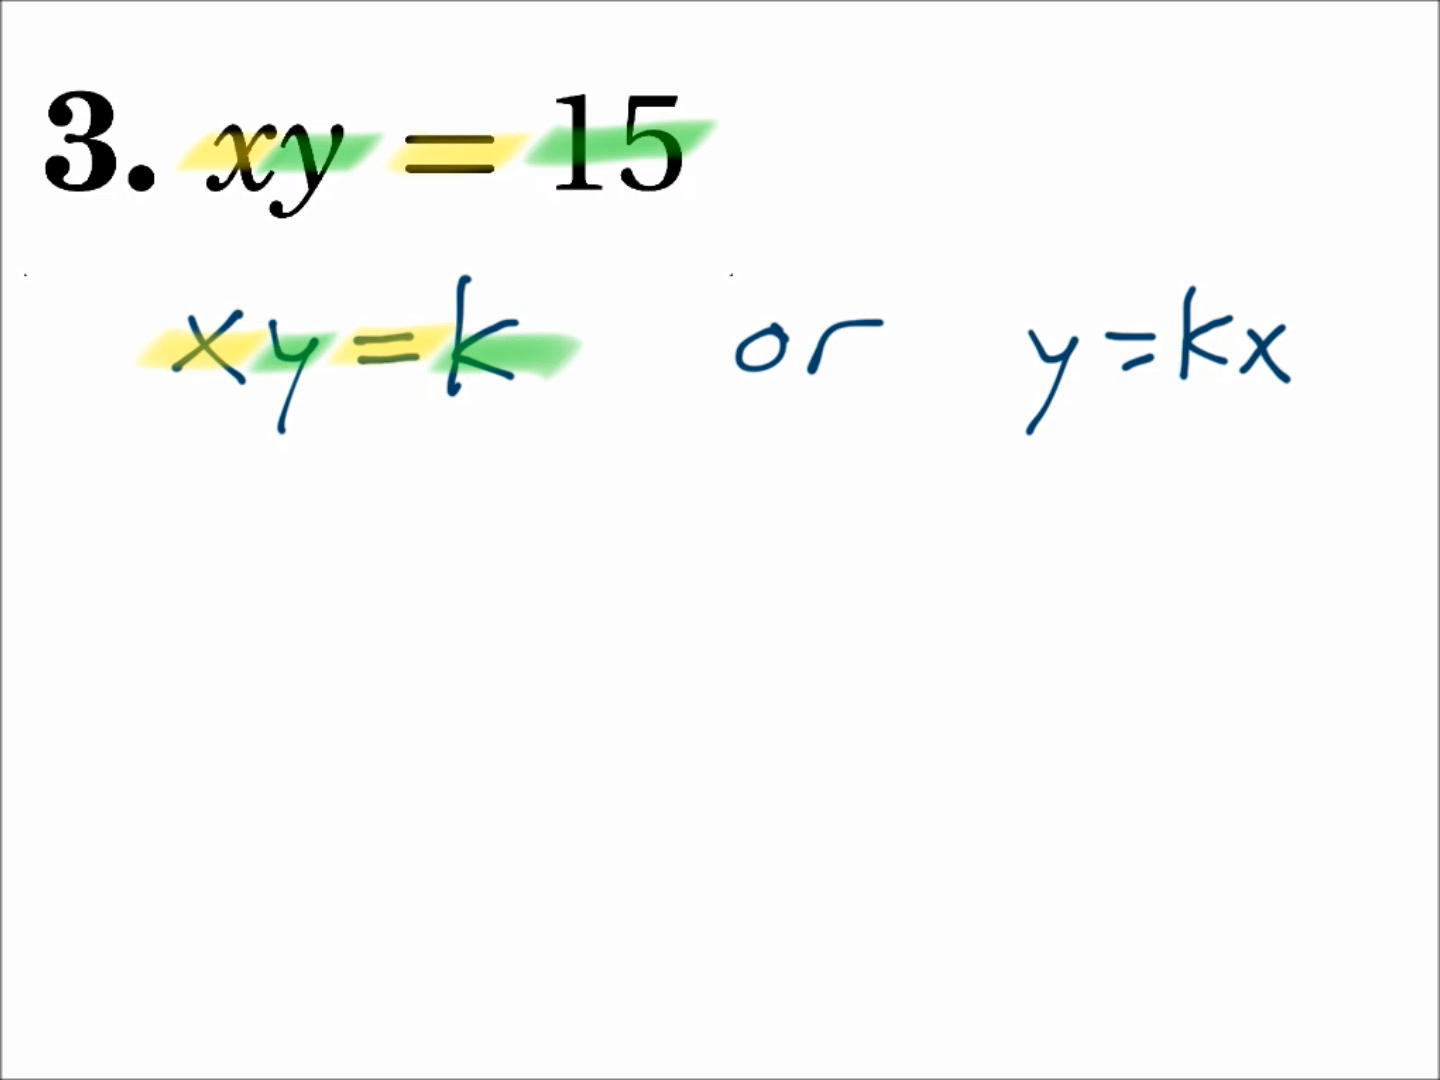 3. xy = 15
xy = k or y = kx